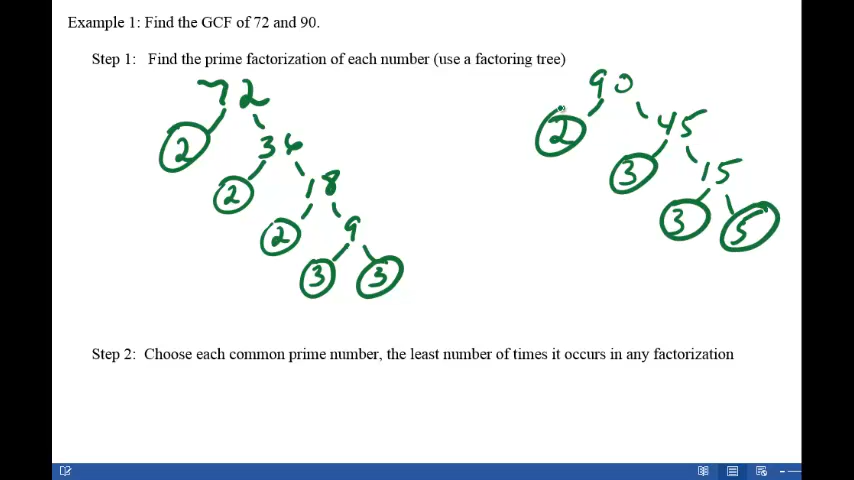 Example 1: Find the GCF of 72 and 90.
Step 1: Find the prime factorization of each number (use a factoring tree)
72 90
2 36 2 45
2 18 3 15
2 9 3 5
3 3
Step 2: Choose each common prime number, the least number of times it occurs in any factorization